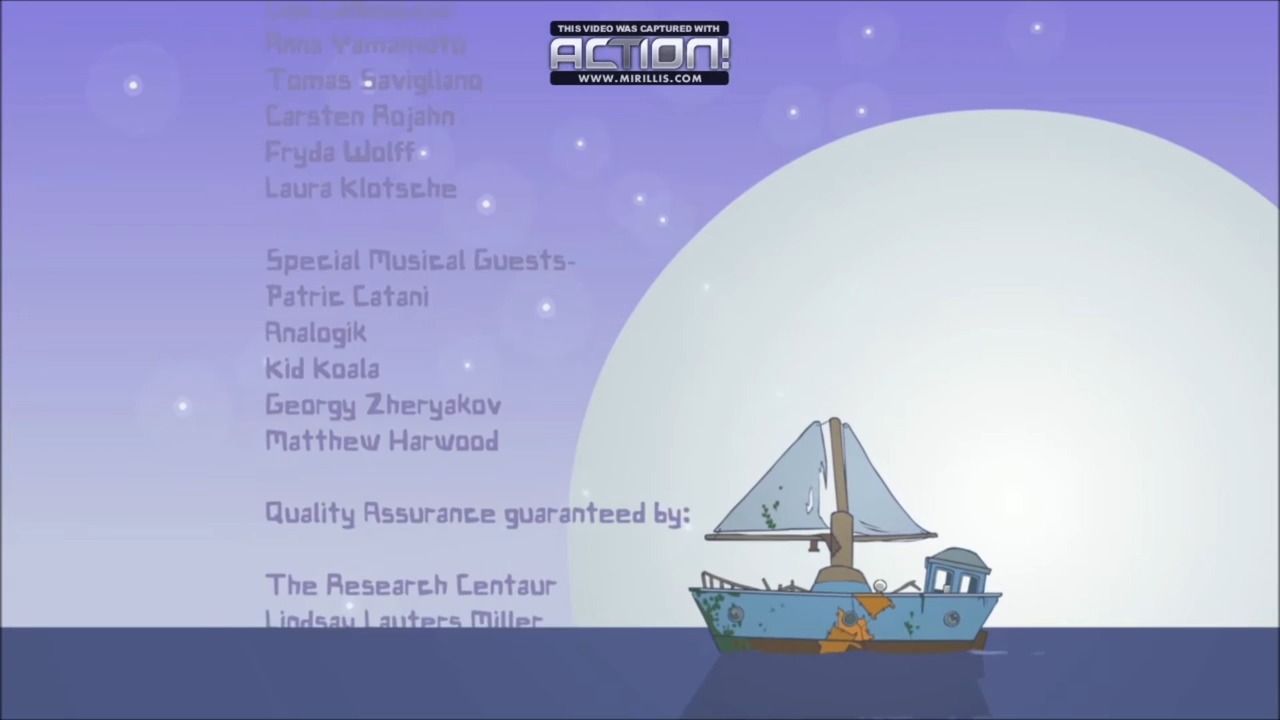 THIS VIDEO WAS CAPTURED WITH
ACTION!
WWW.MIRILLIS.COM
Anna Yamamoto
Tomas Savigliano
Carsten Rojahn
Fryda Wolff
Laura Klotsche
Special Musical Guests-
Patric Catani
Analogik
Kid Koala
Georgy Zheryakov
Matthew Harwood
Quality Assurance guaranteed by:
The Research Centaur
Lindsay Lauters Miller